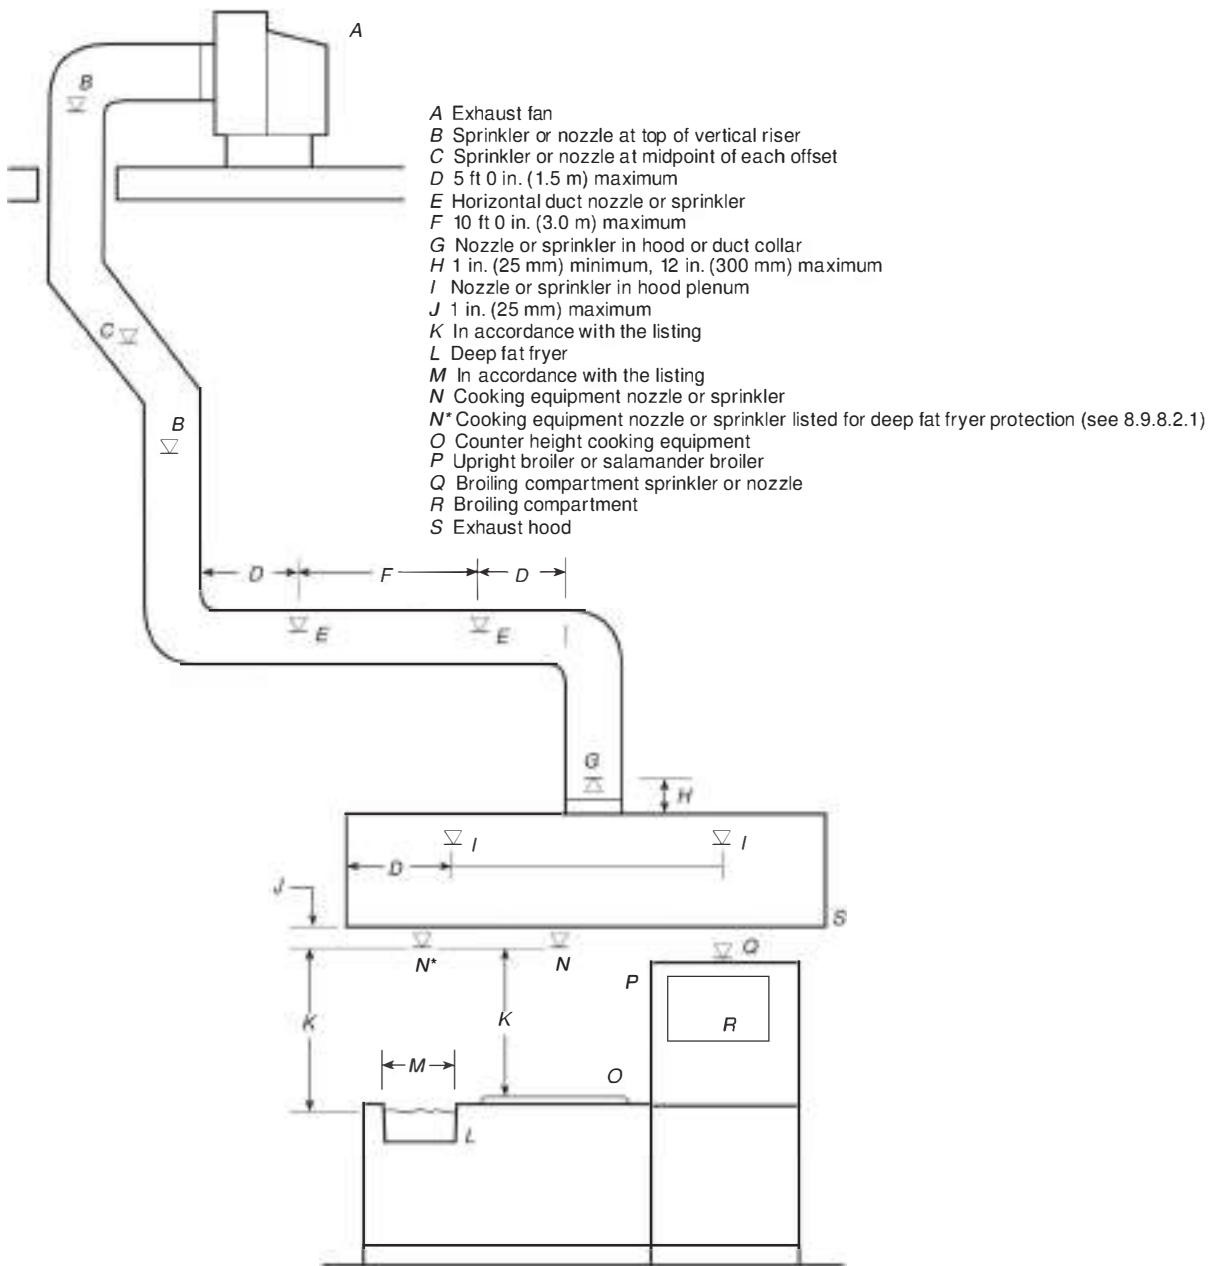 A
B
A Exhaust fan
B Sprinkler or nozzle at top of vertical riser
C Sprinkler or nozzle at midpoint of each offset
D 5 ft 0 in. (1.5 m) maximum
E Horizontal duct nozzle or sprinkler
F 10 ft 0 in. (3.0 m) maximum
G Nozzle or sprinkler in hood or duct collar
H 1 in. (25 mm) minimum, 12 in. (300 mm) maximum
I Nozzle or sprinkler in hood plenum
J 1 in. (25 mm) maximum
K In accordance with the listing
L Deep fat fryer
M In accordance with the listing
N Cooking equipment nozzle or sprinkler
N* Cooking equipment nozzle or sprinkler listed for deep fat fryer protection (see 8.9.8.2.1)
O Counter height cooking equipment
P Upright broiler or salamander broiler
Q Broiling compartment sprinkler or nozzle
R Broiling compartment
S Exhaust hood
C
B
D F D
E E
G
H
I I
D
J
S
N* N Q
P
K K R
M O
L